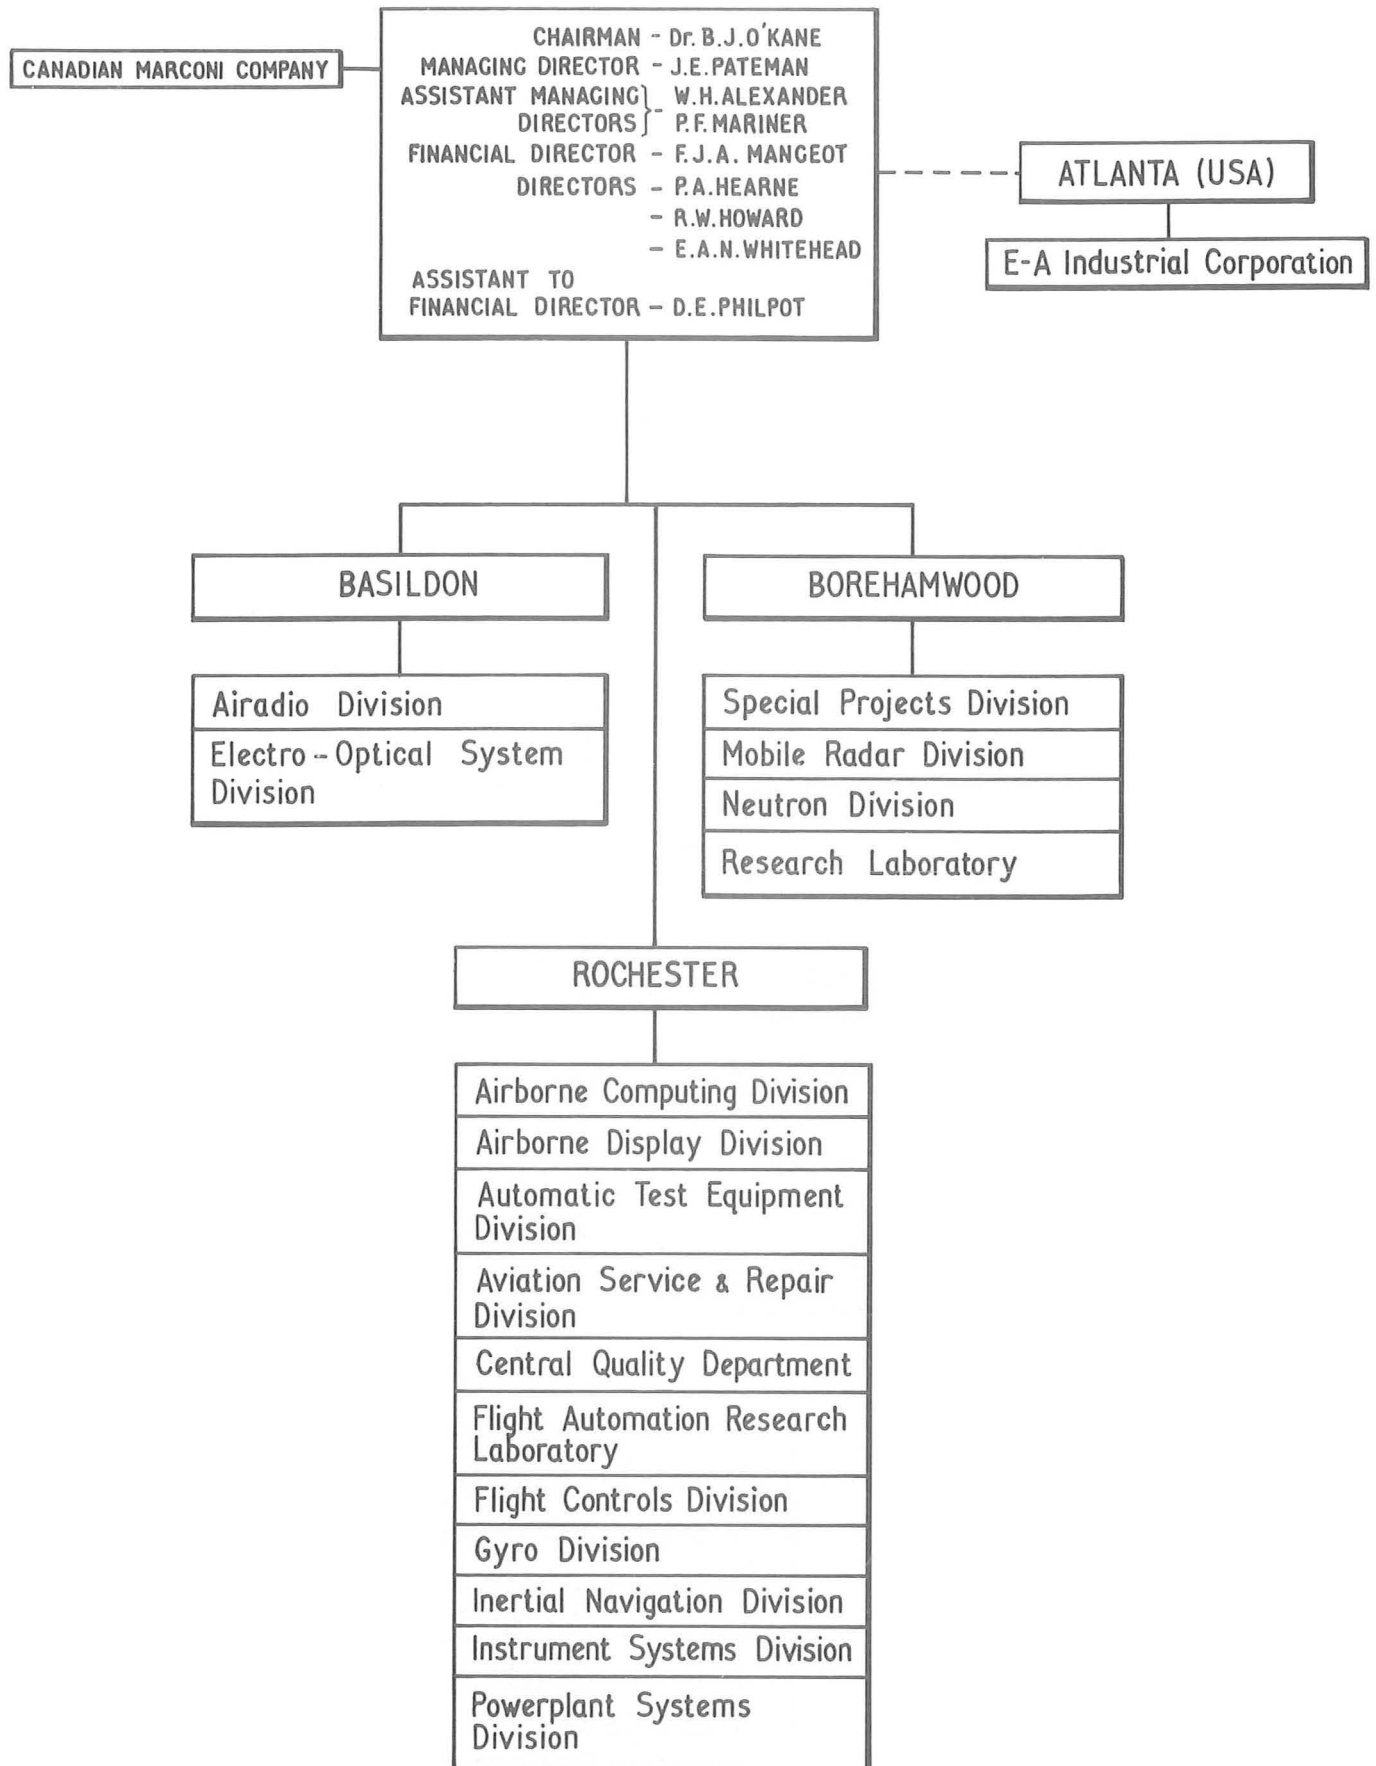 CANADIAN MARCONI COMPANY
CHAIRMAN - Dr. B.J.O'KANE
MANAGING DIRECTOR - J.E.PATEMAN
ASSISTANT MANAGING } - W.H.ALEXANDER
DIRECTORS P.F.MARINER
FINANCIAL DIRECTOR - F.J.A. MANGEOT
DIRECTORS - P.A.HEARNE
- R.W.HOWARD
- E.A.N.WHITEHEAD
ASSISTANT TO
FINANCIAL DIRECTOR - D.E.PHILPOT
ATLANTA (USA)
E-A Industrial Corporation
BASILDON
Airadio Division
Electro-Optical System
Division
BOREHAMWOOD
Special Projects Division
Mobile Radar Division
Neutron Division
Research Laboratory
ROCHESTER
Airborne Computing Division
Airborne Display Division
Automatic Test Equipment
Division
Aviation Service & Repair
Division
Central Quality Department
Flight Automation Research
Laboratory
Flight Controls Division
Gyro Division
Inertial Navigation Division
Instrument Systems Division
Powerplant Systems
Division